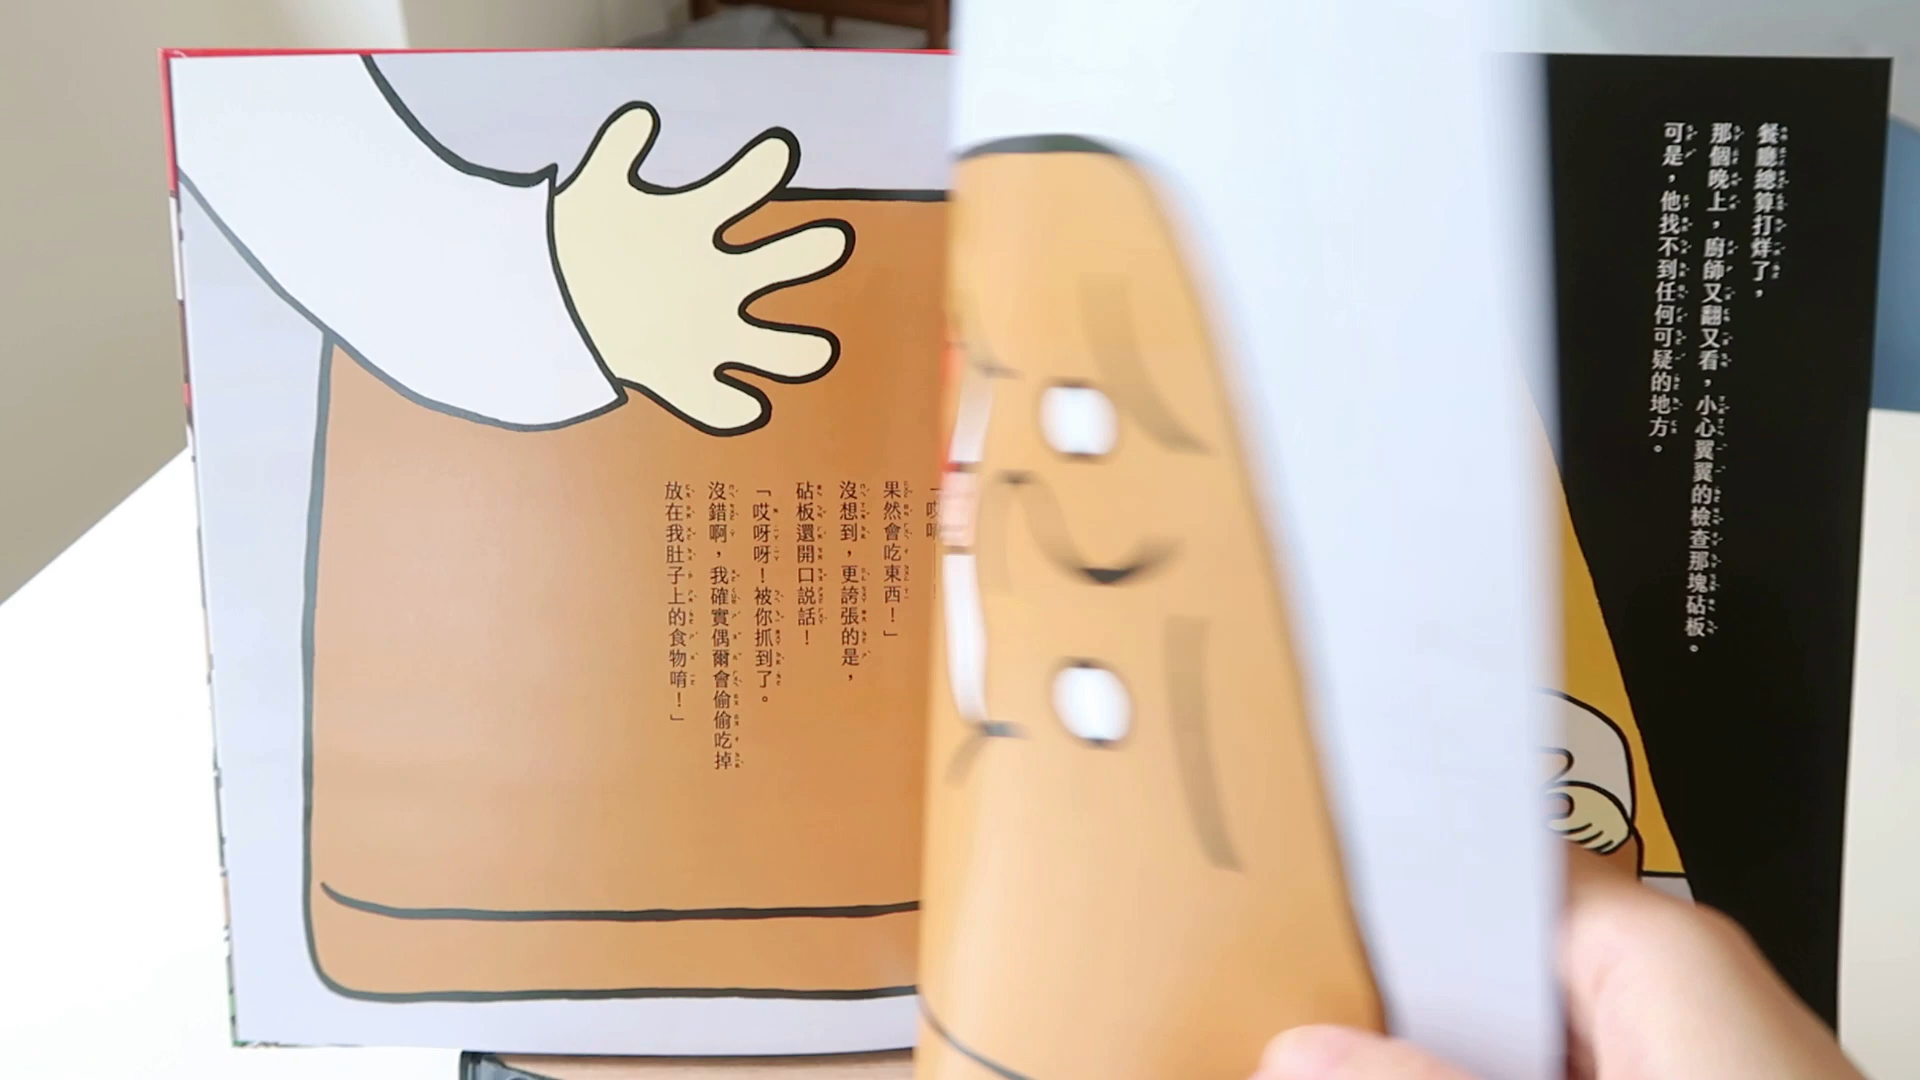 餐廳總算打烊了，
那個晚上，廚師又翻又看，小心翼翼的檢查那塊砧板。
可是，他找不到任何可疑的地方。
「哎呀
果然會吃東西！」
沒想到，更誇張的是，
砧板還開口說話！
「哎呀呀！被你抓到了。
沒錯啊，我確實偶爾會偷偷吃掉
放在我肚子上的食物唷！」